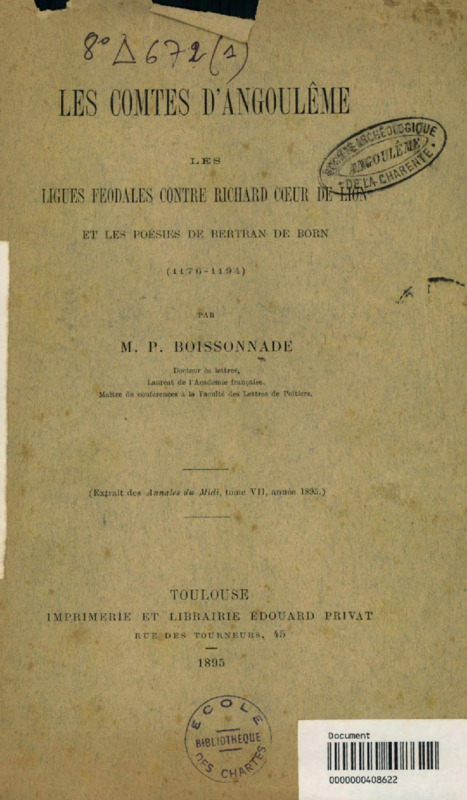 8° Δ 672 (1)
LES COMTES D'ANGOULÊME
SOCIÉTÉ ARCHÉOLOGIQUE
ANGOULÊME
DE LA CHARENTE
LES
LIGUES FEODALES CONTRE RICHARD CŒUR DE LION
ET LES POÉSIES DE BERTRAN DE BORN
(1176-1194)
PAR
M. P. BOISSONNADE
Docteur ès lettres,
Lauréat de l'Académie française,
Maître de conférences à la Faculté des Lettres de Poitiers.
(Extrait des Annales du Midi, tome VII, année 1895.)
TOULOUSE
IMPRIMERIE ET LIBRAIRIE ÉDOUARD PRIVAT
RUE DES TOURNEURS, 45
1895
ECOLE
BIBLIOTHEQUE
DES CHARTES
Document
0000000408622